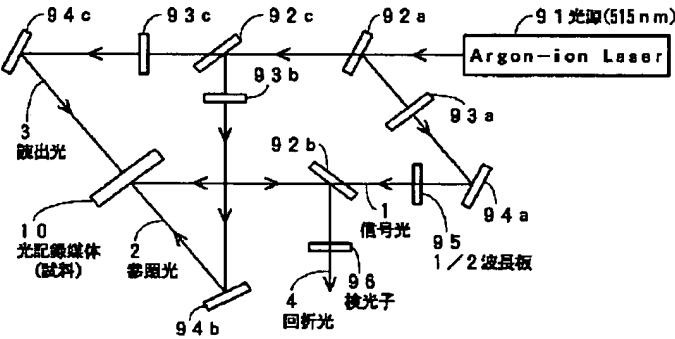 94c
93c
92c
92a
91光源(515nm)
Argon-ion Laser
93b
3
読出光
92b
93a
94a
10
光記録媒体
(試料)
2
参照光
1
信号光
95
1/2波長板
94b
4
回折光
96
検光子